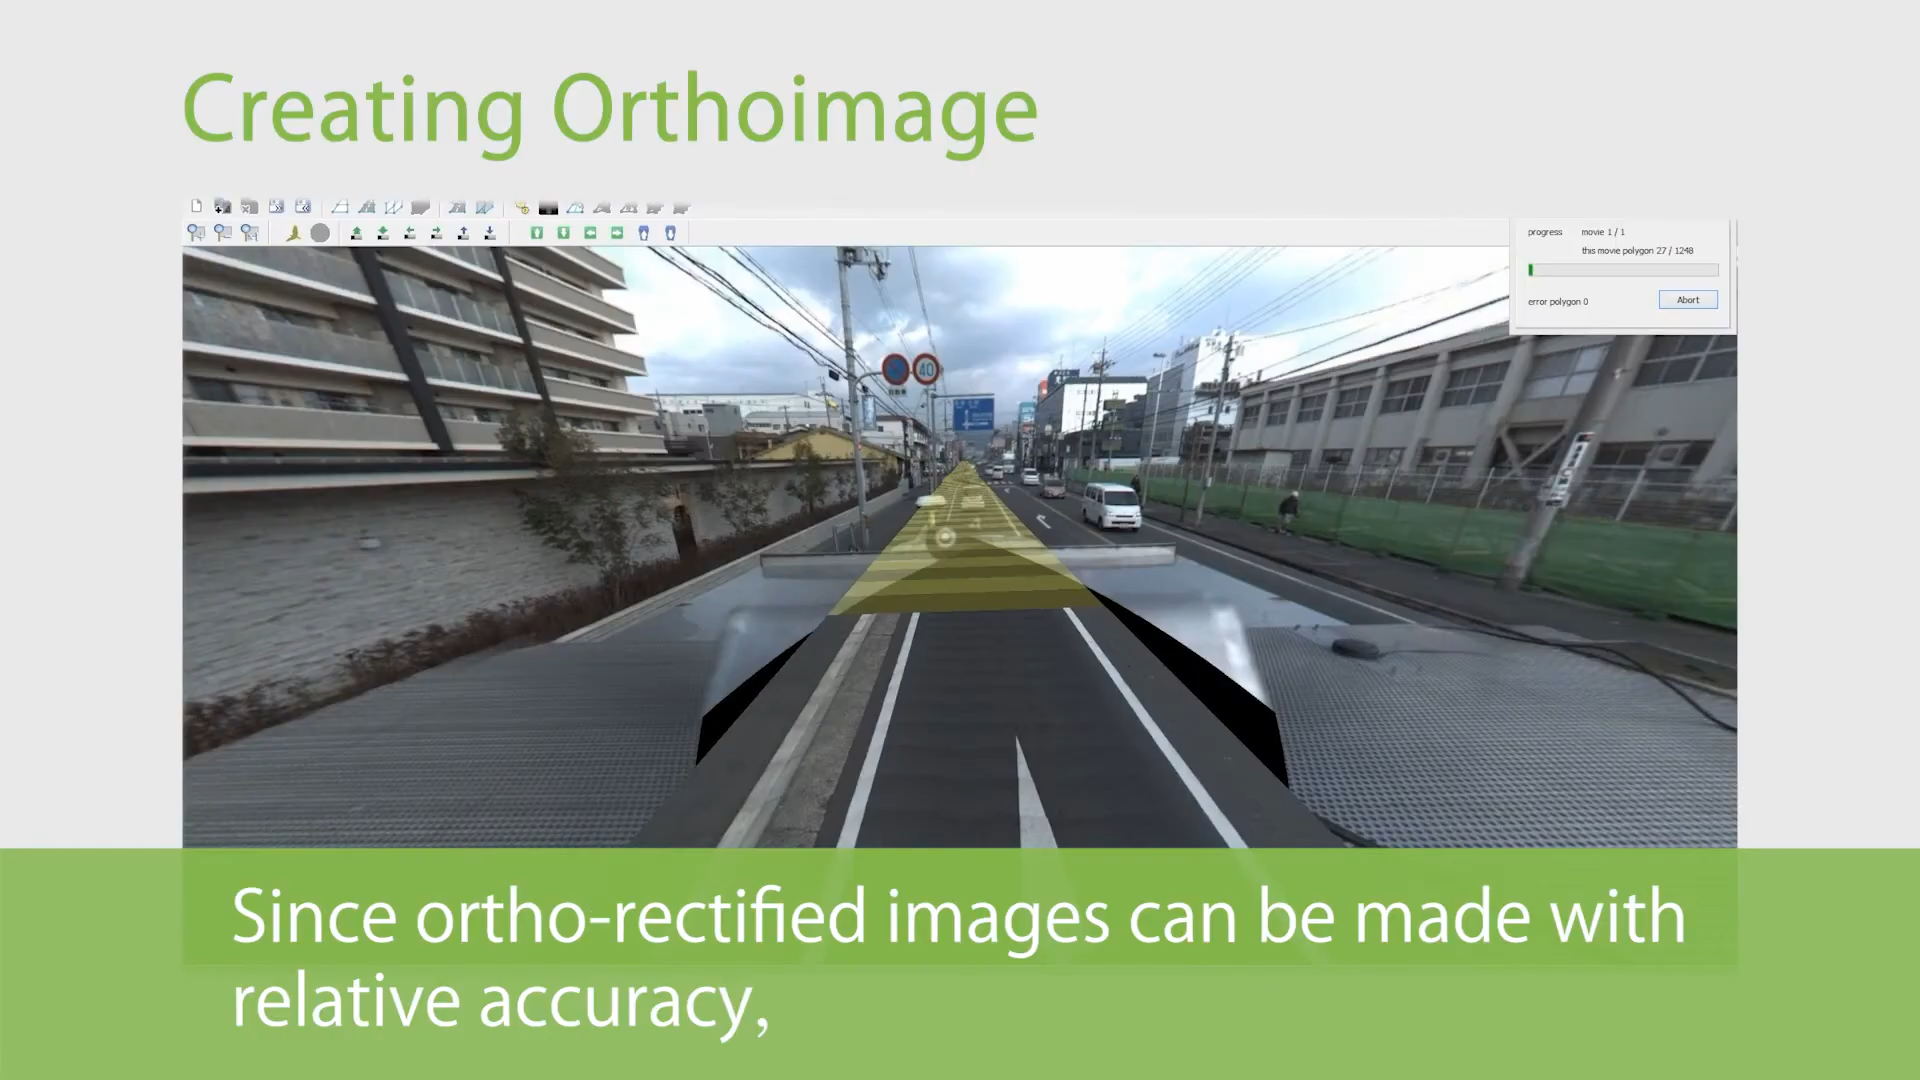 Creating Orthoimage
progress movie 1 / 1
this movie polygon 27 / 1248
error polygon 0
Abort
40
Since ortho-rectified images can be made with
relative accuracy,